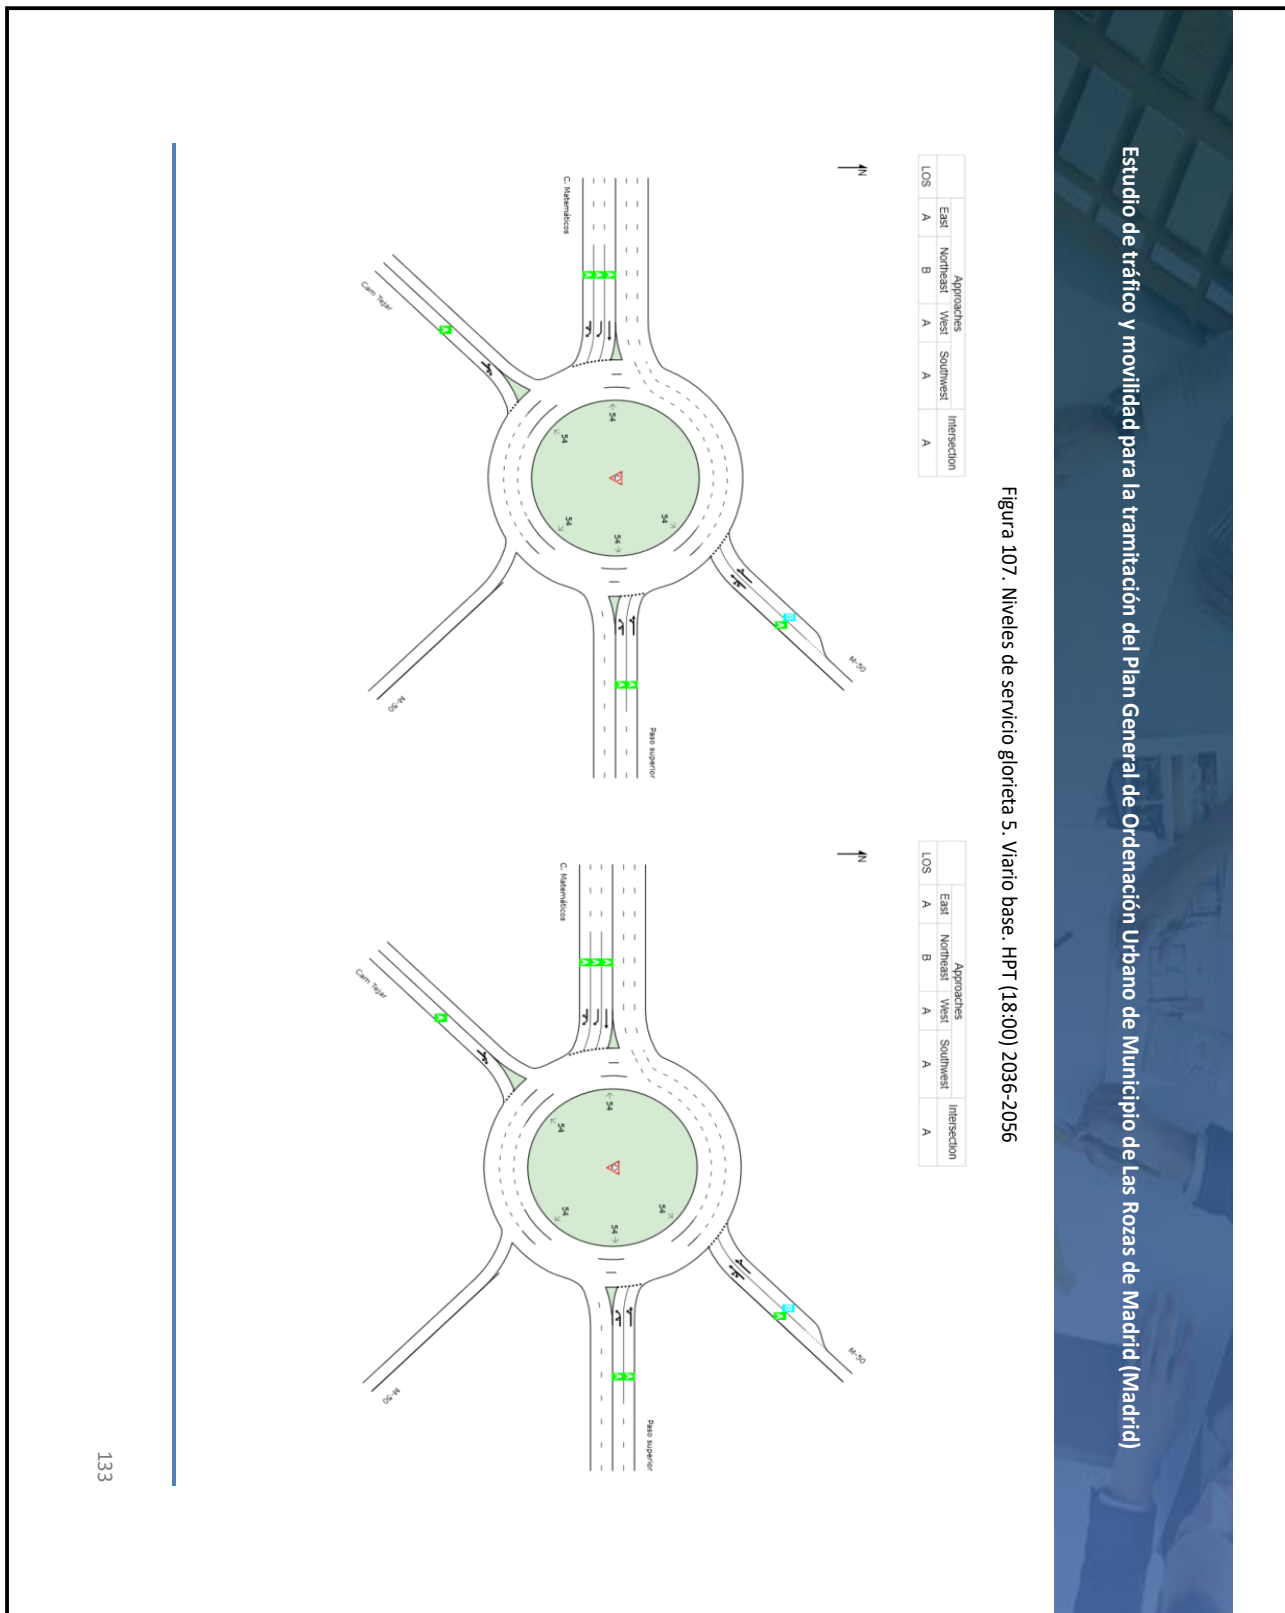 Estudio de tráfico y movilidad para la tramitación del Plan General de Ordenación Urbano de Municipio de Las Rozas de Madrid (Madrid)
Figura 107. Niveles de servicio glorieta 5. Viario base. HPT (18:00) 2036-2056
Approaches Intersection
East Northeast West Southwest
LOS A B A A A
N
C. Matemáticos
Cam Tejar
M-50
Paso superior
M-50
54
54
54
54
54
Approaches Intersection
East Northeast West Southwest
LOS A B A A A
N
C. Matemáticos
Cam Tejar
M-50
Paso superior
M-50
54
54
54
54
54
133